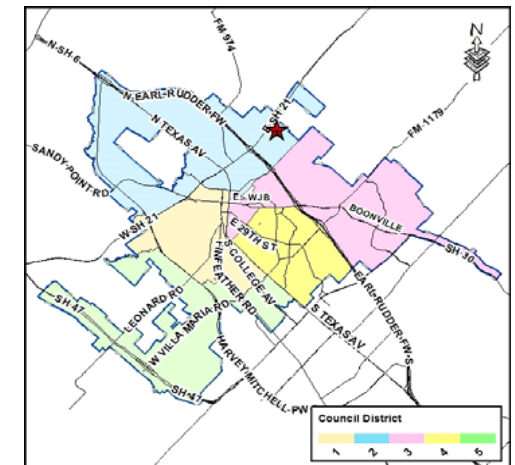 FM 974
N
N-SH-6
N-EARL-RUDDER-FW
E-SH-21
FM-1179
N TEXAS AV
SANDY-POINT-RD
E-WJB
BOONVILLE
W-SH 21
E 29TH ST
SH-30
S COLLEGE AV
FINFEATHER RD
EARL-RUDDER-FW-S
LEONARD RD
SH 47
W VILLA MARIA RD
S TEXAS AV
HARVEY-MITCHELL-PW
SH-47
Council District
1 2 3 4 5